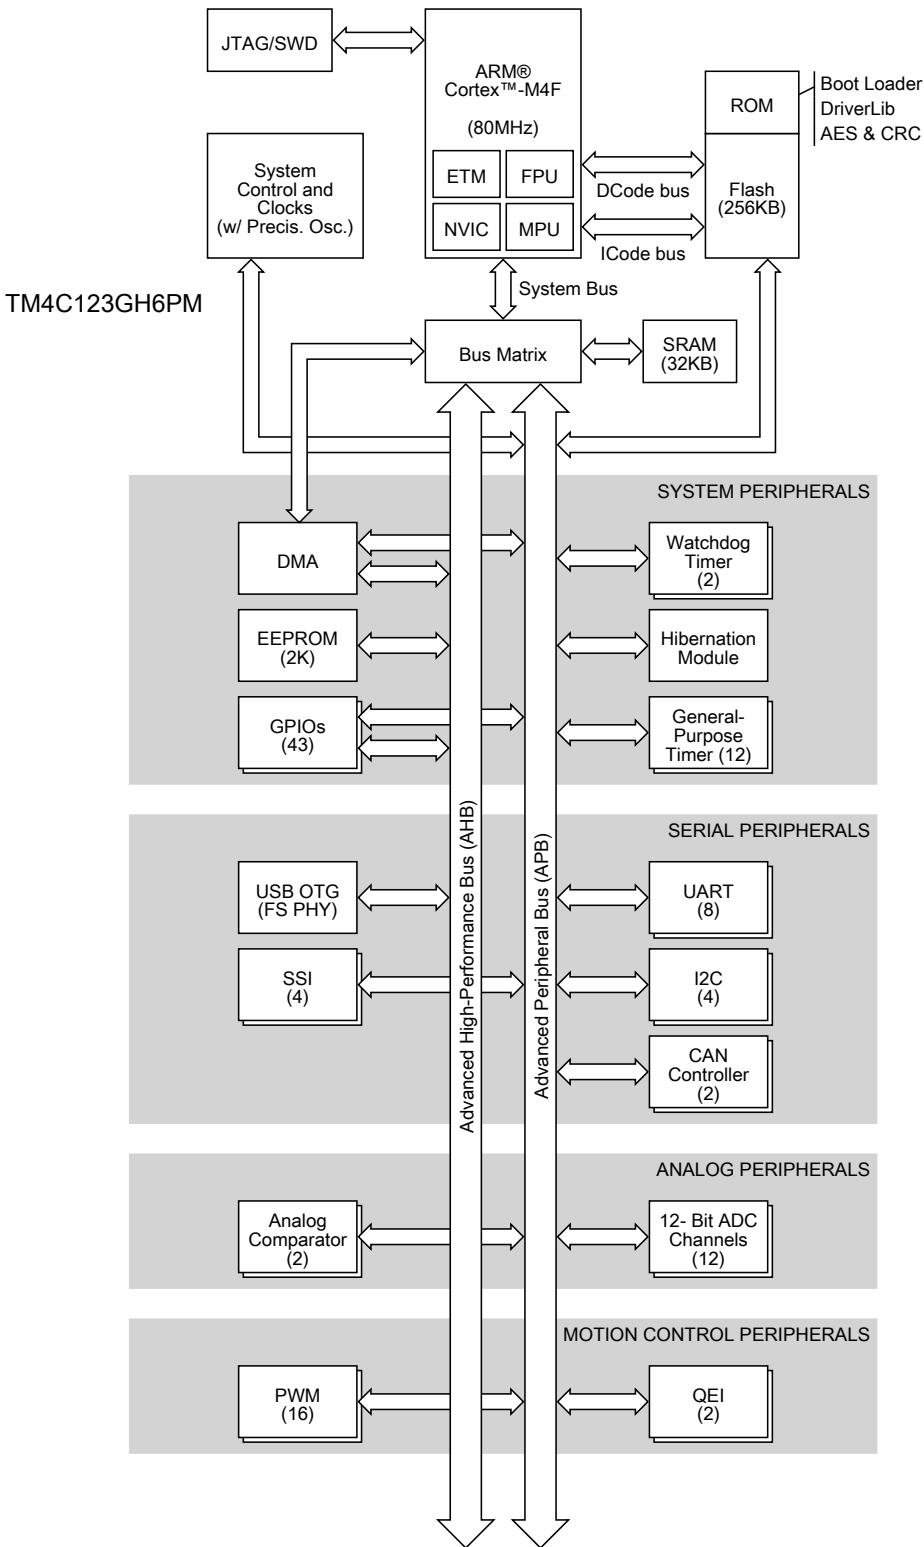 JTAG/SWD
ARM®
Cortex™-M4F
(80MHz)
ETM
FPU
NVIC
MPU
ROM
Boot Loader
DriverLib
AES & CRC
Flash
(256KB)
DCode bus
ICode bus
System
Control and
Clocks
(w/ Precis. Osc.)
TM4C123GH6PM
System Bus
Bus Matrix
SRAM
(32KB)
SYSTEM PERIPHERALS
DMA
Watchdog
Timer
(2)
EEPROM
(2K)
Hibernation
Module
GPIOs
(43)
General-
Purpose
Timer (12)
Advanced High-Performance Bus (AHB)
Advanced Peripheral Bus (APB)
SERIAL PERIPHERALS
USB OTG
(FS PHY)
UART
(8)
SSI
(4)
I2C
(4)
CAN
Controller
(2)
ANALOG PERIPHERALS
Analog
Comparator
(2)
12- Bit ADC
Channels
(12)
MOTION CONTROL PERIPHERALS
PWM
(16)
QEI
(2)